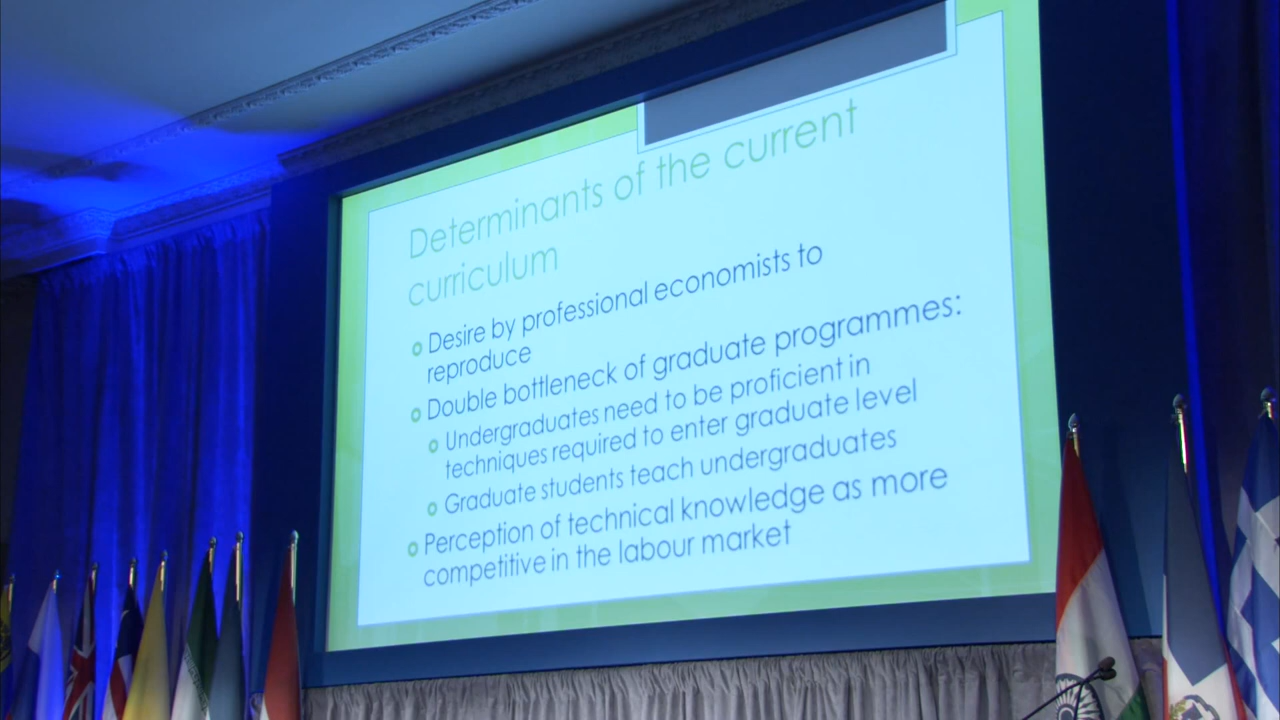 Determinants of the current
curriculum
Desire by professional economists to
reproduce
Double bottleneck of graduate programmes:
Undergraduates need to be proficient in
techniques required to enter graduate level
Graduate students teach undergraduates
Perception of technical knowledge as more
competitive in the labour market